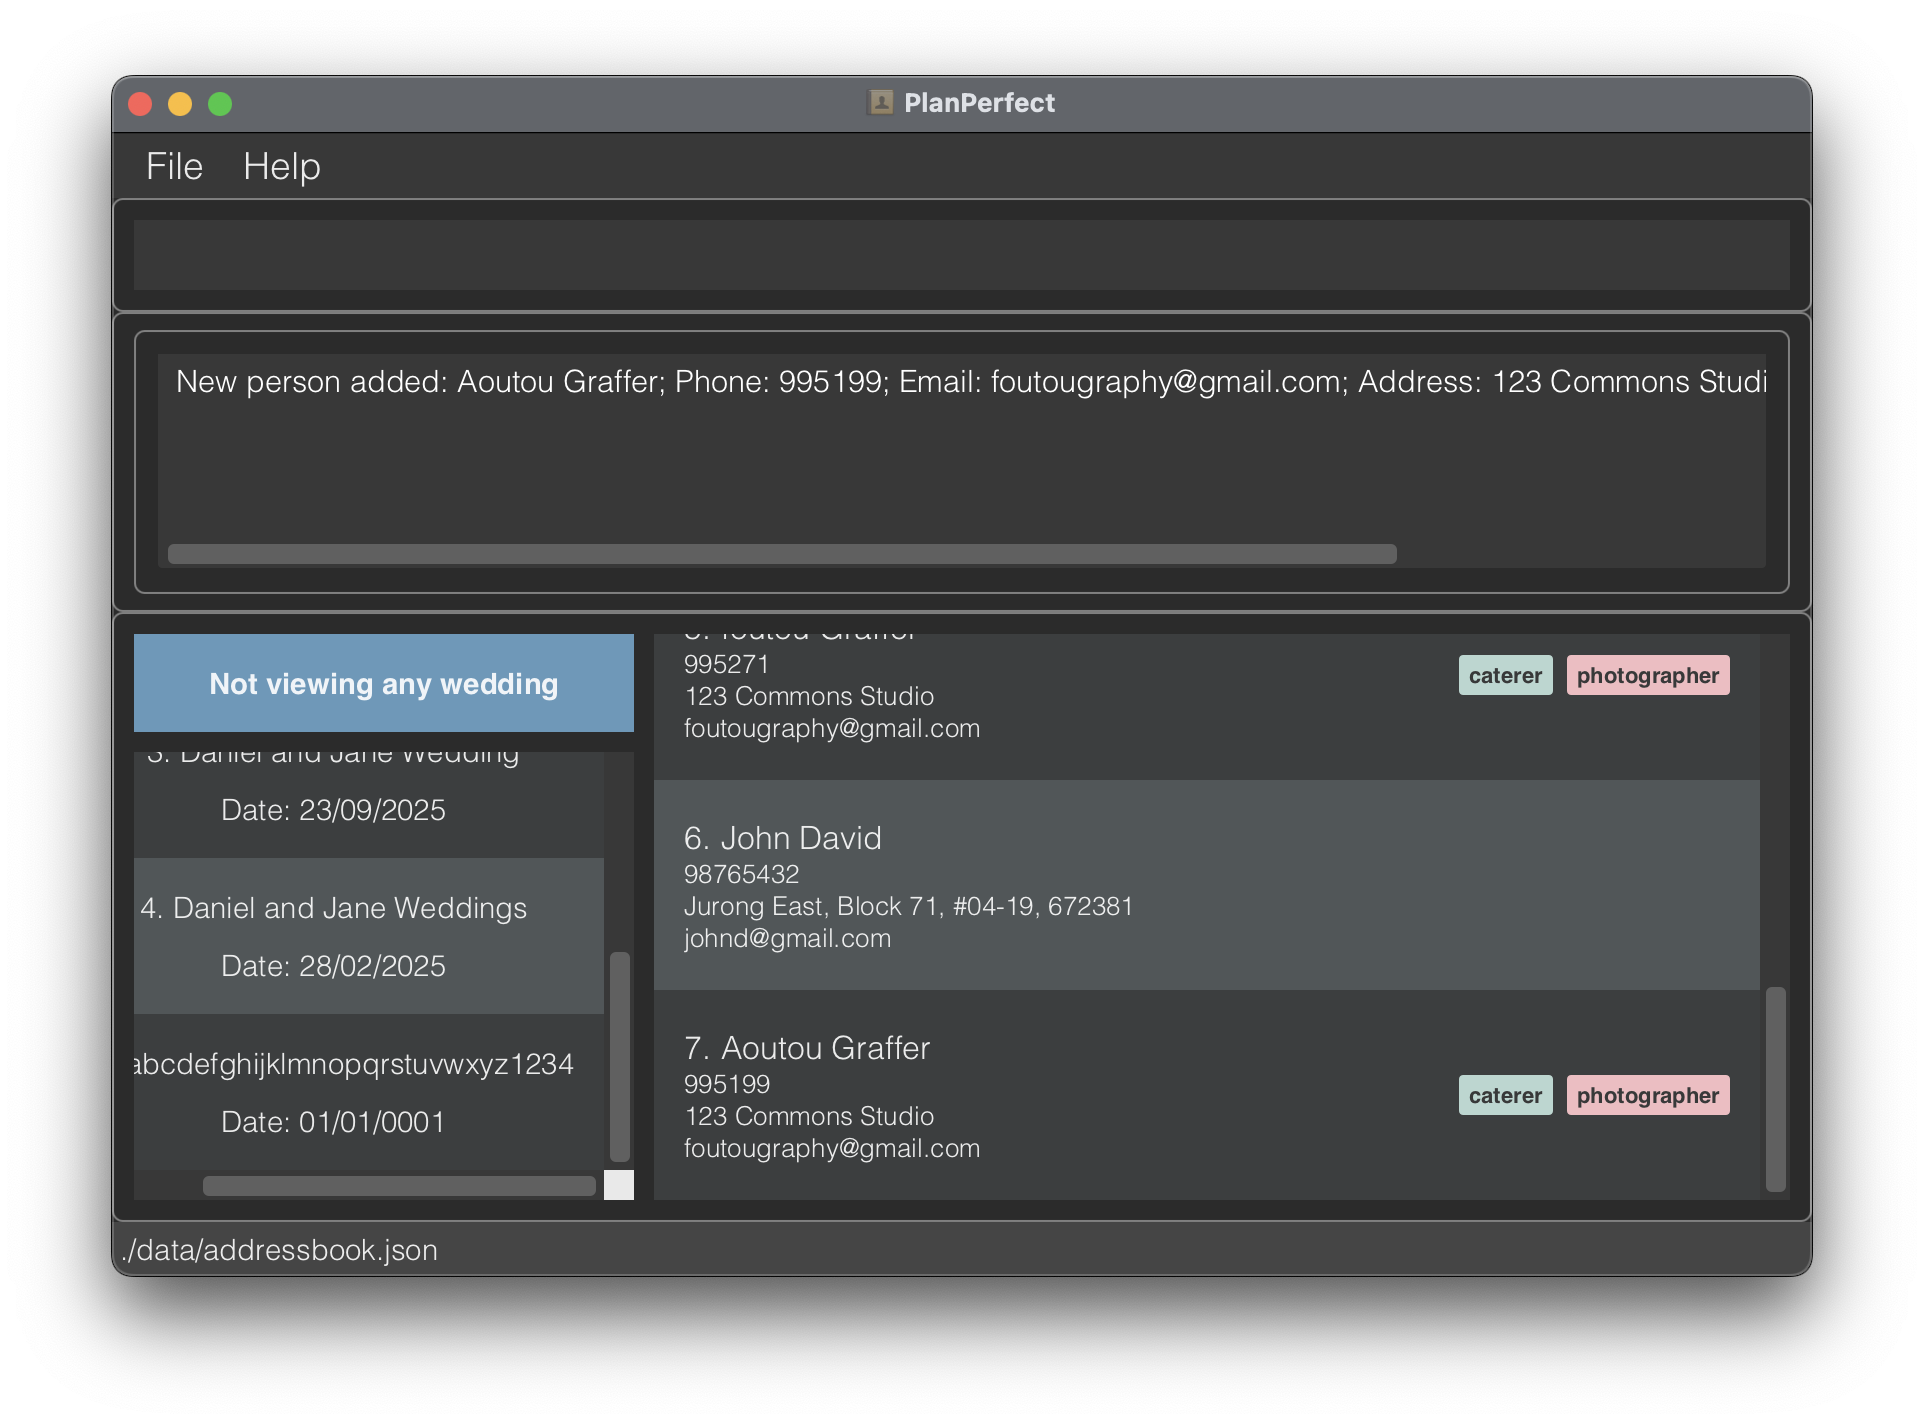 PlanPerfect
File Help
New person added: Aoutou Graffer; Phone: 995199; Email: foutougraphy@gmail.com; Address: 123 Commons Studi
Not viewing any wedding
3. Daniel and Jane Wedding
Date: 23/09/2025
4. Daniel and Jane Weddings
Date: 28/02/2025
abcdefghijklmnopqrstuvwxyz1234
Date: 01/01/0001
5. foutou Graffer
995271
123 Commons Studio
foutougraphy@gmail.com
caterer photographer
6. John David
98765432
Jurong East, Block 71, #04-19, 672381
johnd@gmail.com
7. Aoutou Graffer
995199
123 Commons Studio
foutougraphy@gmail.com
caterer photographer
./data/addressbook.json